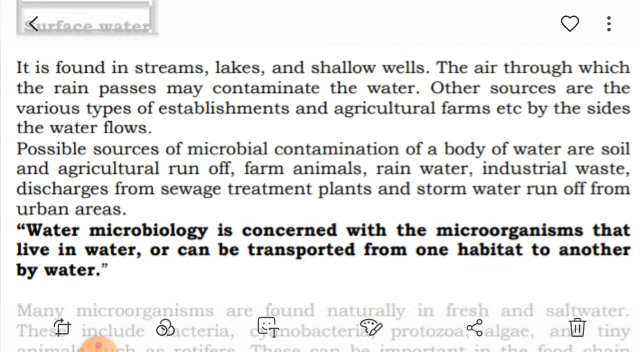 Surface water
It is found in streams, lakes, and shallow wells. The air through which
the rain passes may contaminate the water. Other sources are the
various types of establishments and agricultural farms etc by the sides
the water flows.
Possible sources of microbial contamination of a body of water are soil
and agricultural run off, farm animals, rain water, industrial waste,
discharges from sewage treatment plants and storm water run off from
urban areas.
“Water microbiology is concerned with the microorganisms that
live in water, or can be transported from one habitat to another
by water.”
Many microorganisms are found naturally in fresh and saltwater.
These include bacteria, cyanobacteria, protozoa, algae, and tiny
animals such as rotifers. These can be important in the food chain